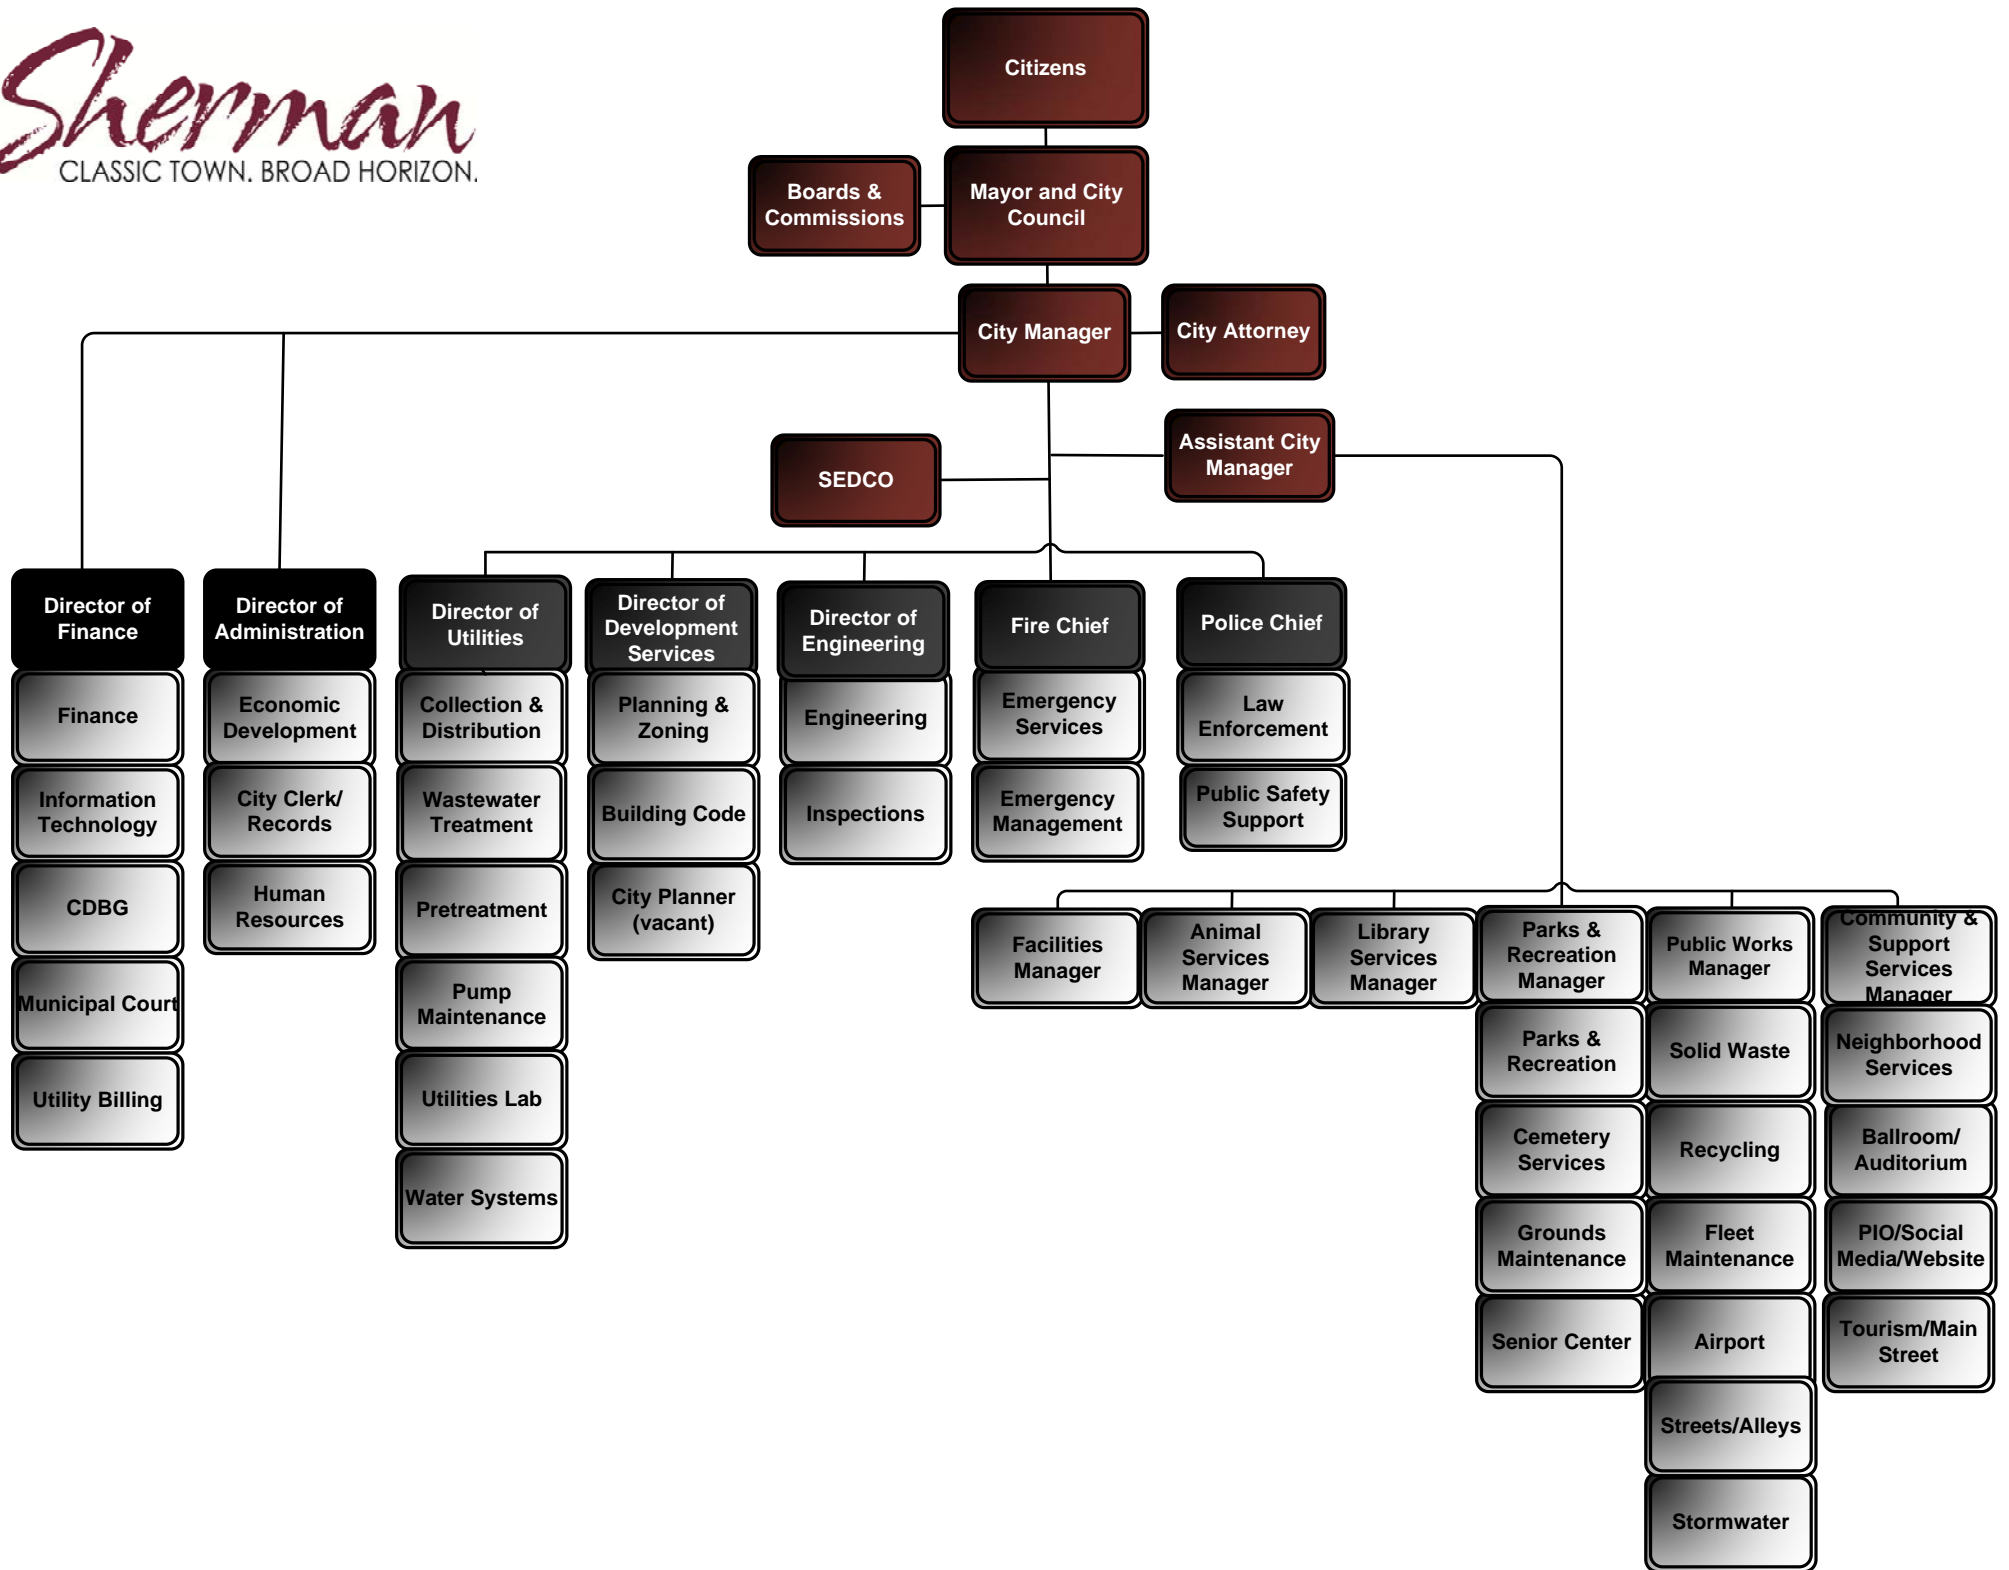 Sherman
CLASSIC TOWN. BROAD HORIZON.
Citizens
Boards &
Commissions
Mayor and City
Council
City Manager
City Attorney
Assistant City
Manager
SEDCO
Director of
Finance
Finance
Information
Technology
CDBG
Municipal Court
Utility Billing
Director of
Administration
Economic
Development
City Clerk/
Records
Human
Resources
Director of
Utilities
Collection &
Distribution
Wastewater
Treatment
Pretreatment
Pump
Maintenance
Utilities Lab
Water Systems
Director of
Development
Services
Planning &
Zoning
Building Code
City Planner
(vacant)
Director of
Engineering
Engineering
Inspections
Fire Chief
Emergency
Services
Emergency
Management
Police Chief
Law
Enforcement
Public Safety
Support
Facilities
Manager
Animal
Services
Manager
Library
Services
Manager
Parks &
Recreation
Manager
Parks &
Recreation
Cemetery
Services
Grounds
Maintenance
Senior Center
Public Works
Manager
Solid Waste
Recycling
Fleet
Maintenance
Airport
Streets/Alleys
Stormwater
Community &
Support
Services
Manager
Neighborhood
Services
Ballroom/
Auditorium
PIO/Social
Media/Website
Tourism/Main
Street